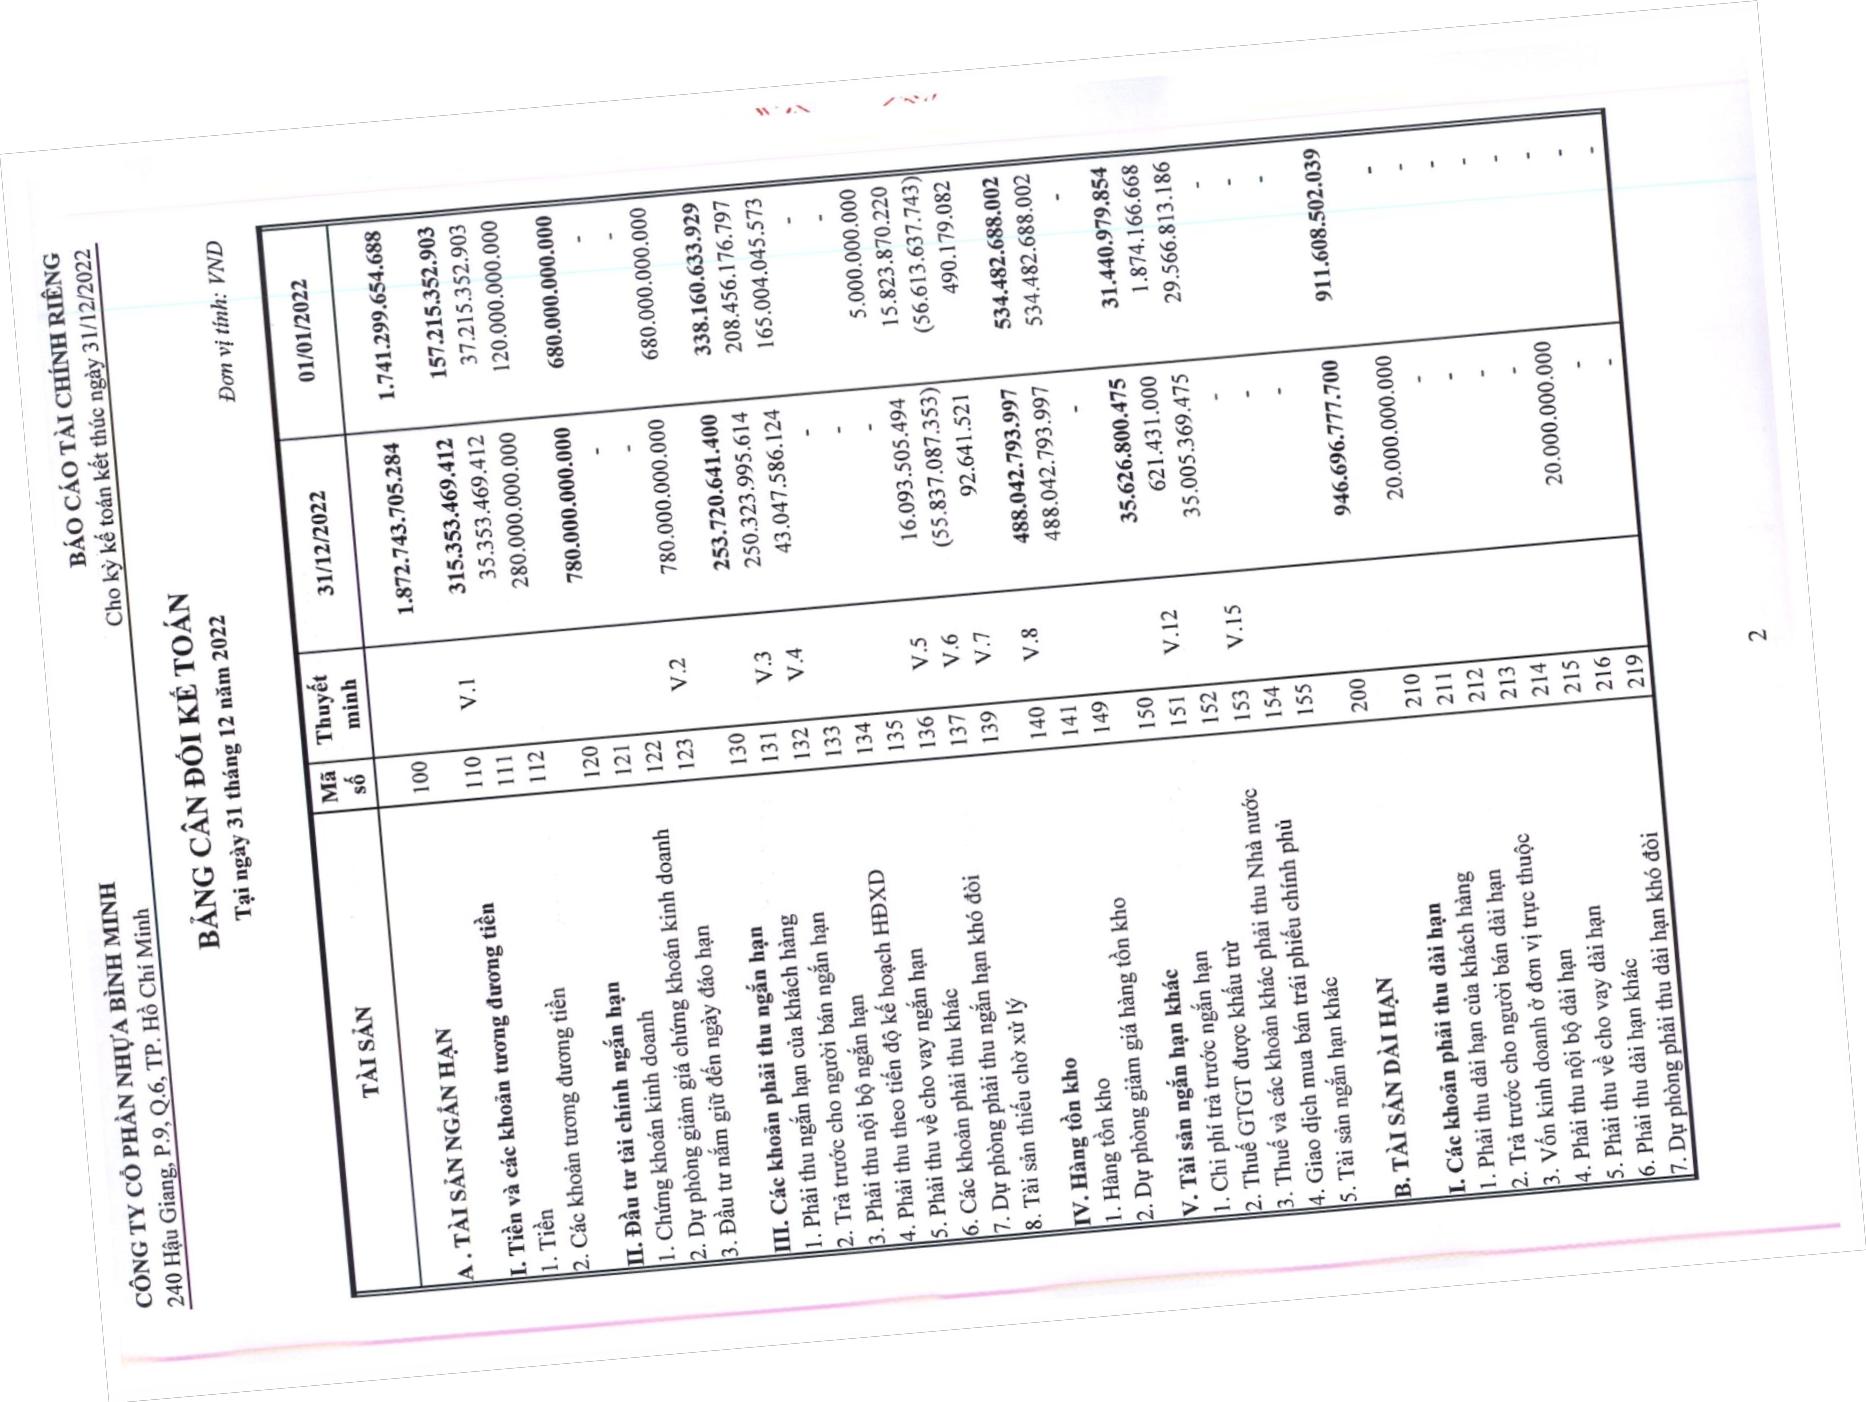 CÔNG TY CỔ PHẦN NHỰA BÌNH MINH BÁO CÁO TÀI CHÍNH RIÊNG
240 Hậu Giang, P.9, Q.6, TP. Hồ Chí Minh Cho kỳ kế toán kết thúc ngày 31/12/2022
BẢNG CÂN ĐỐI KẾ TOÁN
Tại ngày 31 tháng 12 năm 2022
Đơn vị tính: VND
TÀI SẢN Mã số Thuyết minh 31/12/2022 01/01/2022
A . TÀI SẢN NGẮN HẠN 100 1.872.743.705.284 1.741.299.654.688
I. Tiền và các khoản tương đương tiền 110 V.1 315.353.469.412 157.215.352.903
1. Tiền 111 35.353.469.412 37.215.352.903
2. Các khoản tương đương tiền 112 280.000.000.000 120.000.000.000
II. Đầu tư tài chính ngắn hạn 120 780.000.000.000 680.000.000.000
1. Chứng khoán kinh doanh 121 - -
2. Dự phòng giảm giá chứng khoán kinh doanh 122 - -
3. Đầu tư nắm giữ đến ngày đáo hạn 123 V.2 780.000.000.000 680.000.000.000
III. Các khoản phải thu ngắn hạn 130 253.720.641.400 338.160.633.929
1. Phải thu ngắn hạn của khách hàng 131 V.3 250.323.995.614 208.456.176.797
2. Trả trước cho người bán ngắn hạn 132 V.4 43.047.586.124 165.004.045.573
3. Phải thu nội bộ ngắn hạn 133 - -
4. Phải thu theo tiến độ kế hoạch HĐXD 134 - -
5. Phải thu về cho vay ngắn hạn 135 - 5.000.000.000
6. Các khoản phải thu khác 136 V.5 16.093.505.494 15.823.870.220
7. Dự phòng phải thu ngắn hạn khó đòi 137 V.6 (55.837.087.353) (56.613.637.743)
8. Tài sản thiếu chờ xử lý 139 V.7 92.641.521 490.179.082
IV. Hàng tồn kho 140 V.8 488.042.793.997 534.482.688.002
1. Hàng tồn kho 141 488.042.793.997 534.482.688.002
2. Dự phòng giảm giá hàng tồn kho 149 - -
V. Tài sản ngắn hạn khác 150 35.626.800.475 31.440.979.854
1. Chi phí trả trước ngắn hạn 151 V.12 621.431.000 1.874.166.668
2. Thuế GTGT được khấu trừ 152 35.005.369.475 29.566.813.186
3. Thuế và các khoản khác phải thu Nhà nước 153 V.15 - -
4. Giao dịch mua bán trái phiếu chính phủ 154 - -
5. Tài sản ngắn hạn khác 155 - -
B. TÀI SẢN DÀI HẠN 200 946.696.777.700 911.608.502.039
I. Các khoản phải thu dài hạn 210 20.000.000.000 -
1. Phải thu dài hạn của khách hàng 211 - -
2. Trả trước cho người bán dài hạn 212 - -
3. Vốn kinh doanh ở đơn vị trực thuộc 213 - -
4. Phải thu nội bộ dài hạn 214 - -
5. Phải thu về cho vay dài hạn 215 20.000.000.000 -
6. Phải thu dài hạn khác 216 - -
7. Dự phòng phải thu dài hạn khó đòi 219 - -
2